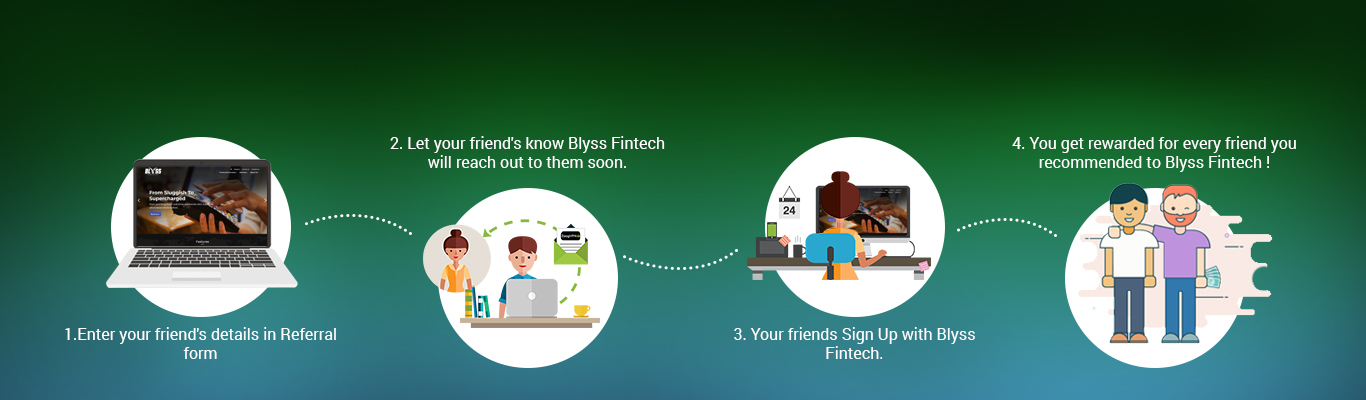 1.Enter your friend's details in Referral
form
2. Let your friend's know Blyss Fintech
will reach out to them soon.
3. Your friends Sign Up with Blyss
Fintech.
4. You get rewarded for every friend you
recommended to Blyss Fintech !
BLYSS
From Sluggish To
Supercharged
Features
24